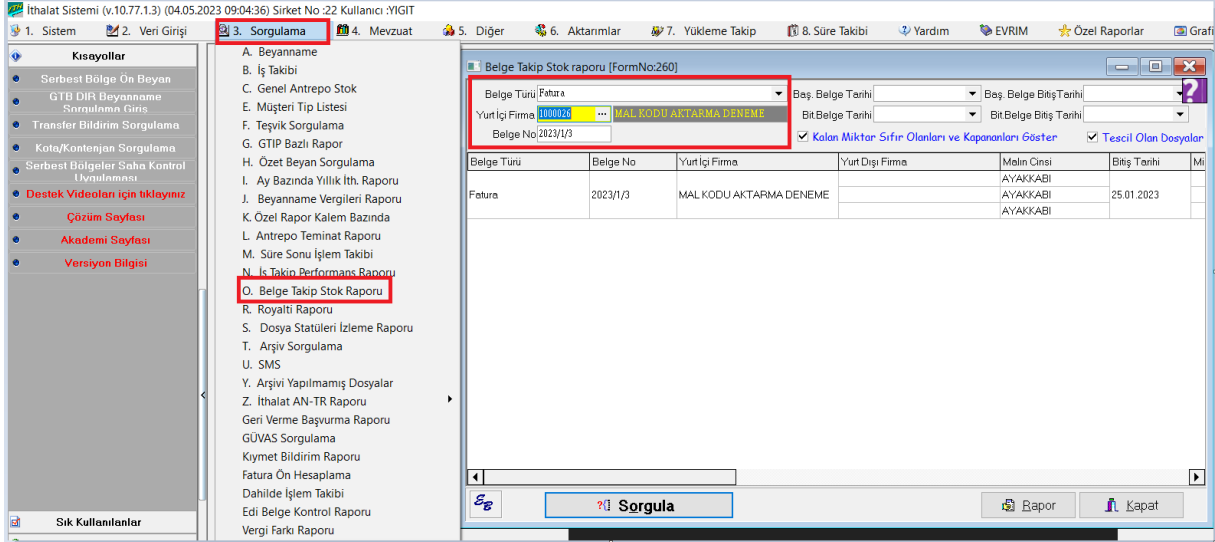 İthalat Sistemi (v.10.77.1.3) (04.05.2023 09:04:36) Sirket No :22 Kullanıcı :YIGIT
1. Sistem 2. Veri Girişi 3. Sorgulama 4. Mevzuat 5. Diğer 6. Aktarımlar 7. Yükleme Takip 8. Süre Takibi Yardım EVRIM Özel Raporlar Grafi
Kısayollar
Serbest Bölge Ön Beyan
GTB DIR Beyanname
Sorgulama Giris
Transfer Bildirim Sorgulama
Kota/Kontenjan Sorgulama
Serbest Bölgeler Saha Kontrol
Uygulaması
Destek Videoları için tıklayınız
Çözüm Sayfası
Akademi Sayfası
Versiyon Bilgisi
Sık Kullanılanlar
A. Beyanname
B. İş Takibi
C. Genel Antrepo Stok
E. Müşteri Tip Listesi
F. Teşvik Sorgulama
G. GTIP Bazlı Rapor
H. Özet Beyan Sorgulama
I. Ay Bazında Yıllık İth. Raporu
J. Beyanname Vergileri Raporu
K. Özel Rapor Kalem Bazında
L. Antrepo Teminat Raporu
M. Süre Sonu İşlem Takibi
N. İş Takip Performans Raporu
O. Belge Takip Stok Raporu
R. Royalti Raporu
S. Dosya Statüleri İzleme Raporu
T. Arşiv Sorgulama
U. SMS
Y. Arşivi Yapılmamış Dosyalar
Z. İthalat AN-TR Raporu
Geri Verme Başvurma Raporu
GÜVAS Sorgulama
Kıymet Bildirim Raporu
Fatura Ön Hesaplama
Dahilde İşlem Takibi
Edi Belge Kontrol Raporu
Vergi Farkı Raporu
Belge Takip Stok raporu [FormNo:260]
Belge Türü Fatura Baş. Belge Tarihi Baş. Belge BitişTarihi
Yurt İçi Firma 1000026 ... MAL KODU AKTARMA DENEME Bit.Belge Tarihi Bit.Belge Bitiş Tarihi
Belge No 2023/1/3 Kalan Miktar Sıfır Olanları ve Kapananları Göster Tescil Olan Dosyalar
Belge Türü Belge No Yurt İçi Firma Yurt Dışı Firma Malın Cinsi Bitiş Tarihi Mi
AYAKKABI
Fatura 2023/1/3 MAL KODU AKTARMA DENEME AYAKKABI 25.01.2023
AYAKKABI
Sorgula Rapor Kapat